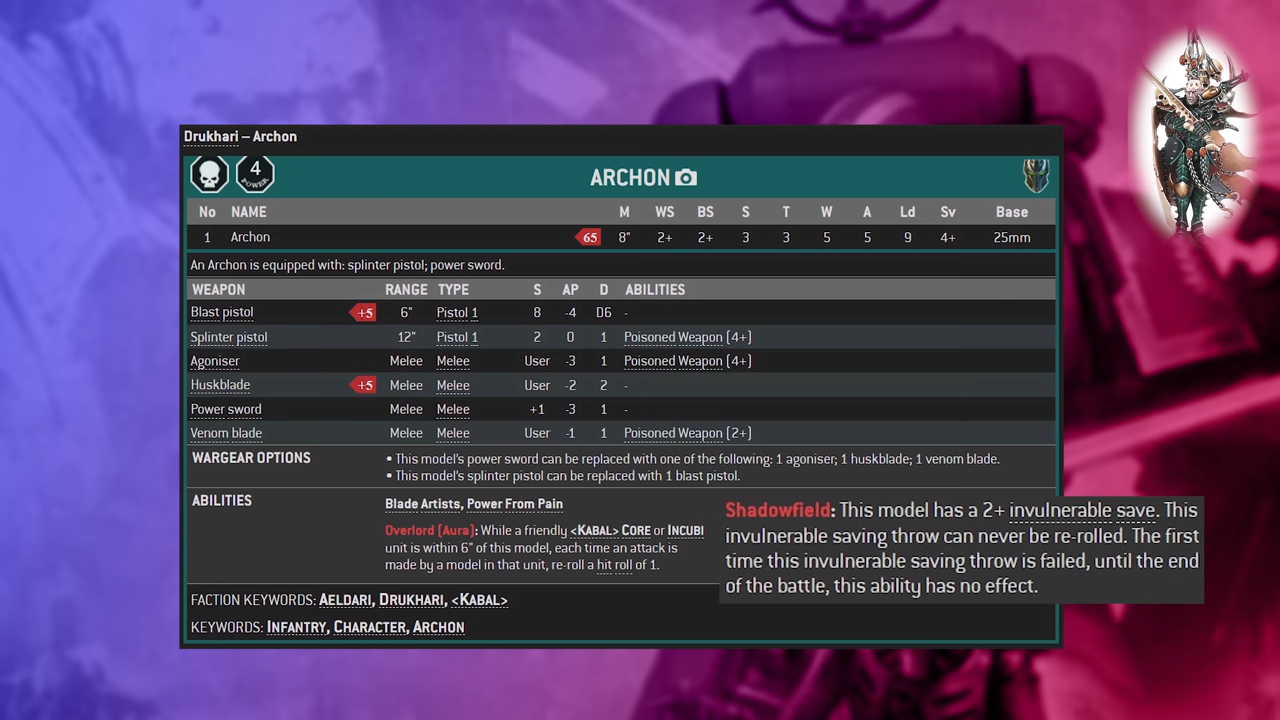 Drukhari – Archon
4
POWER
ARCHON
No NAME M WS BS S T W A Ld Sv Base
1 Archon 65 8" 2+ 2+ 3 3 5 5 9 4+ 25mm
An Archon is equipped with: splinter pistol; power sword.
WEAPON RANGE TYPE S AP D ABILITIES
Blast pistol +5 6" Pistol 1 8 -4 D6 -
Splinter pistol 12" Pistol 1 2 0 1 Poisoned Weapon (4+)
Agoniser Melee Melee User -3 1 Poisoned Weapon (4+)
Huskblade +5 Melee Melee User -2 2 -
Power sword Melee Melee +1 -3 1 -
Venom blade Melee Melee User -1 1 Poisoned Weapon (2+)
WARGEAR OPTIONS • This model's power sword can be replaced with one of the following: 1 agoniser; 1 huskblade; 1 venom blade.
• This model's splinter pistol can be replaced with 1 blast pistol.
ABILITIES
Blade Artists, Power From Pain
Overlord (Aura): While a friendly <KABAL> CORE or INCUBI
unit is within 6" of this model, each time an attack is
made by a model in that unit, re-roll a hit roll of 1.
Shadowfield: This model has a 2+ invulnerable save. This
invulnerable saving throw can never be re-rolled. The first
time this invulnerable saving throw is failed, until the end
of the battle, this ability has no effect.
FACTION KEYWORDS: AELDARI, DRUKHARI, <KABAL>
KEYWORDS: INFANTRY, CHARACTER, ARCHON